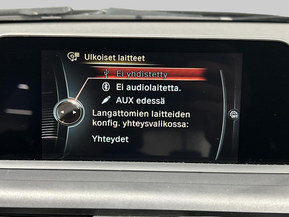 Ulkoiset laitteet
Ei yhdistetty
Ei audiolaitetta.
AUX edessä
Langattomien laitteiden
konfig. yhteysvalikossa:
Yhteydet